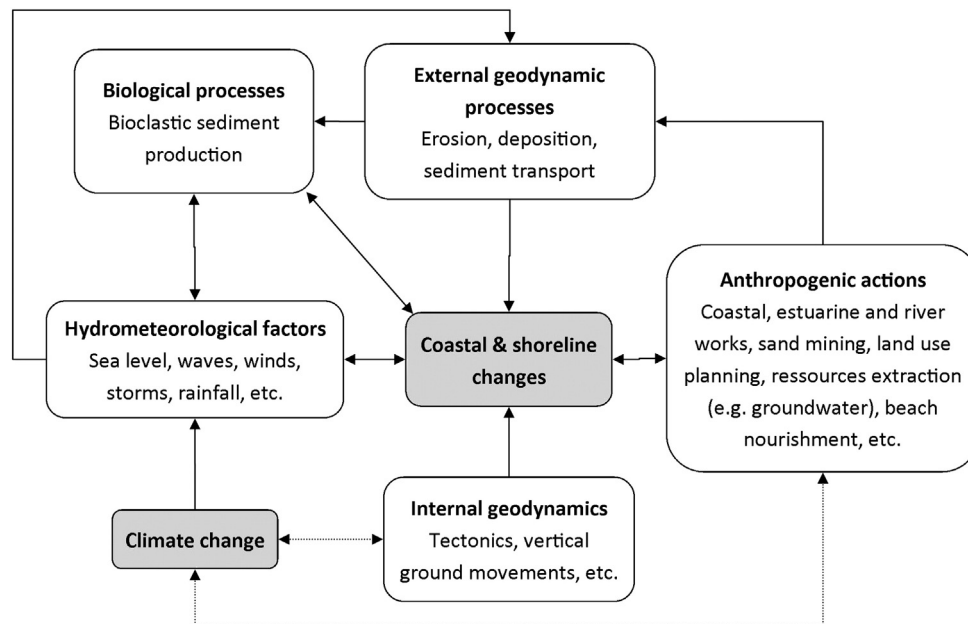 External geodynamic
processes
Erosion, deposition,
sediment transport
Biological processes
Bioclastic sediment
production
Anthropogenic actions
Coastal, estuarine and river
works, sand mining, land use
planning, ressources extraction
(e.g. groundwater), beach
nourishment, etc.
Hydrometeorological factors
Sea level, waves, winds,
storms, rainfall, etc.
Coastal & shoreline
changes
Internal geodynamics
Tectonics, vertical
ground movements, etc.
Climate change